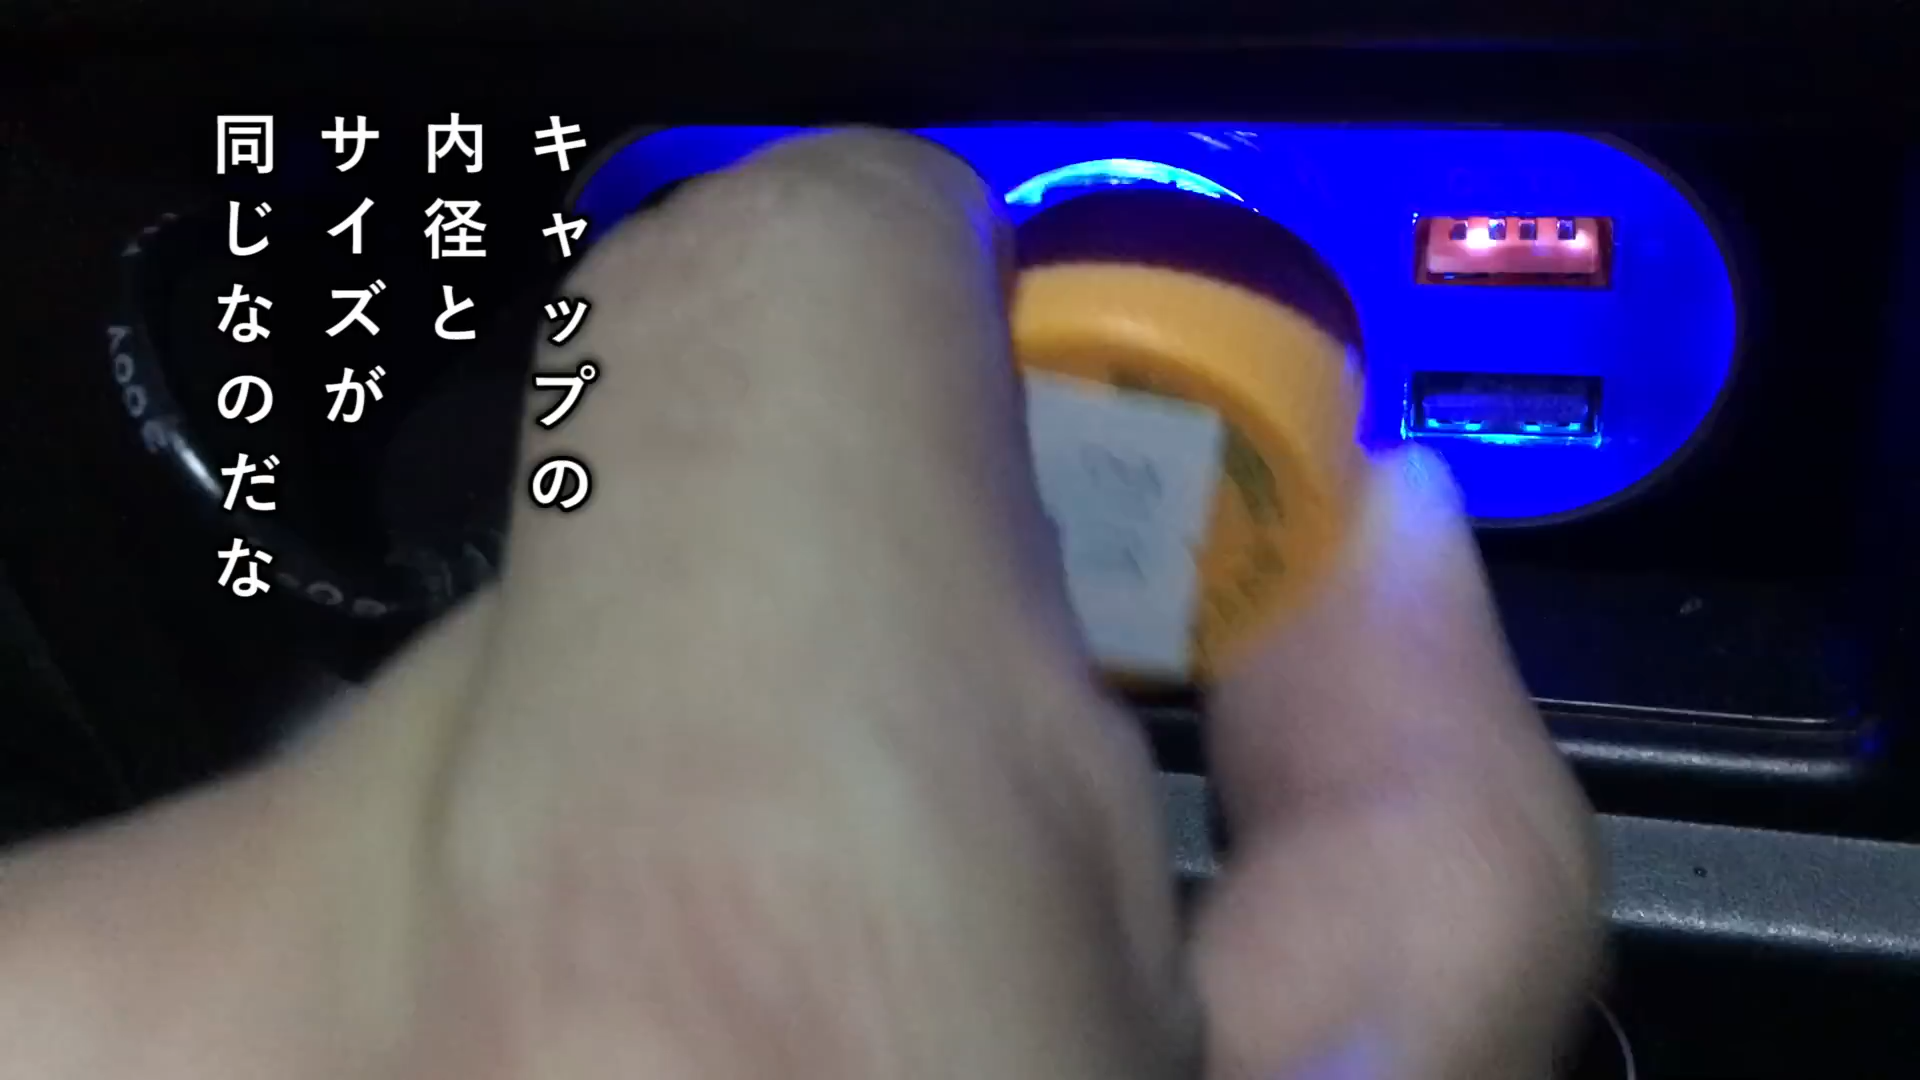 キャップの
内径と
サイズが
同じなのだな